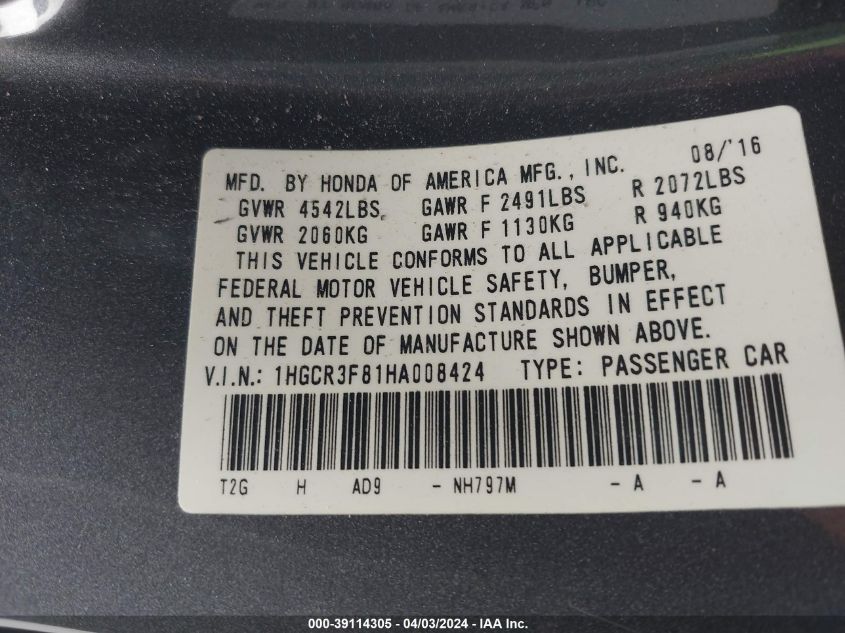 MFD. BY HONDA OF AMERICA MFG., INC. 08/'16
GVWR 4542LBS GAWR F 2491LBS R 2072LBS
GVWR 2060KG GAWR F 1130KG R 940KG
THIS VEHICLE CONFORMS TO ALL APPLICABLE
FEDERAL MOTOR VEHICLE SAFETY, BUMPER,
AND THEFT PREVENTION STANDARDS IN EFFECT
ON THE DATE OF MANUFACTURE SHOWN ABOVE.
V.I.N.: 1HGCR3F81HA008424 TYPE: PASSENGER CAR
T2G H AD9 - NH797M - A - A
000-39114305 - 04/03/2024 - IAA Inc.